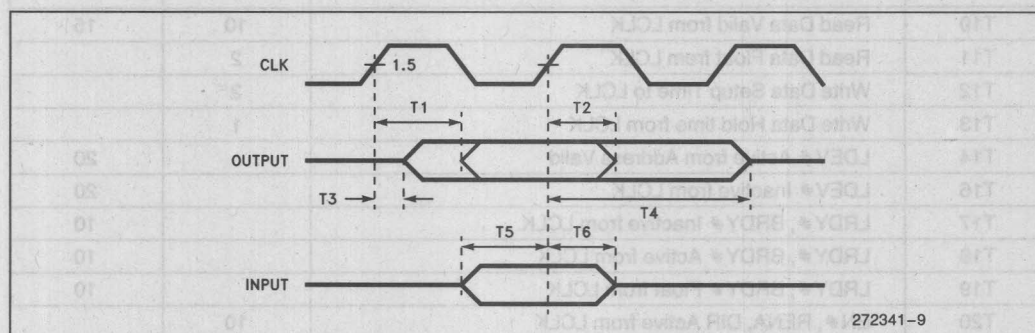 CLK
1.5
T1
T2
OUTPUT
T3
T4
T5
T6
INPUT
272341-9
T10 Read Data Valid from LCLK 10 15
T11 Read Data Float from LCLK 2
T12 Write Data Setup Time to LCLK 2
T13 Write Data Hold time from LCLK 1
T14 LDEV# Active from Address Valid 20
T16 LDEV# Inactive from LCLK 20
T17 LRDY#, BRDY# Inactive from LCLK 10
T18 LRDY#, BRDY# Active from LCLK 10
T19 LRDY#, BRDY# Float from LCLK 10
T20 RENA, DIR Active from LCLK 10